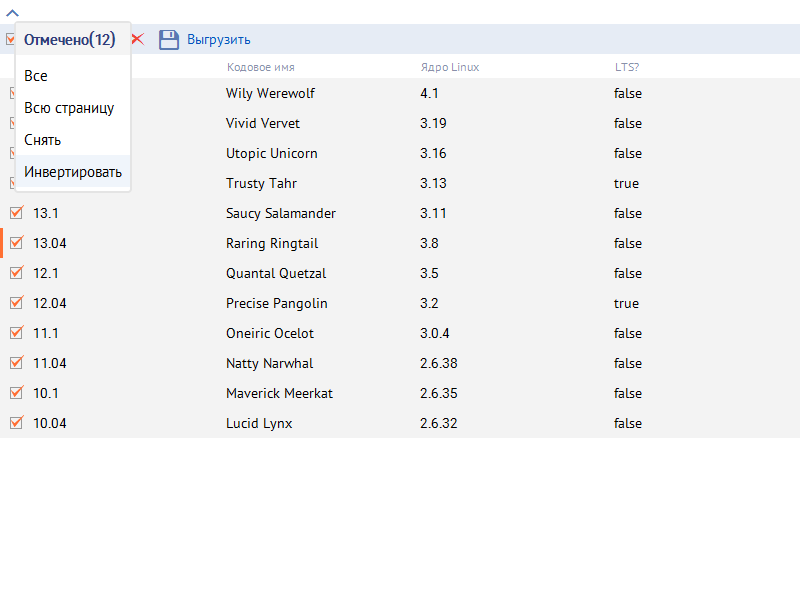 Отмечено(12) Выгрузить
Кодовое имя Ядро Linux LTS?
Все
Wily Werewolf 4.1 false
Всю страницу
Vivid Vervet 3.19 false
Снять
Utopic Unicorn 3.16 false
Инвертировать
Trusty Tahr 3.13 true
13.1 Saucy Salamander 3.11 false
13.04 Raring Ringtail 3.8 false
12.1 Quantal Quetzal 3.5 false
12.04 Precise Pangolin 3.2 true
11.1 Oneiric Ocelot 3.0.4 false
11.04 Natty Narwhal 2.6.38 false
10.1 Maverick Meerkat 2.6.35 false
10.04 Lucid Lynx 2.6.32 false